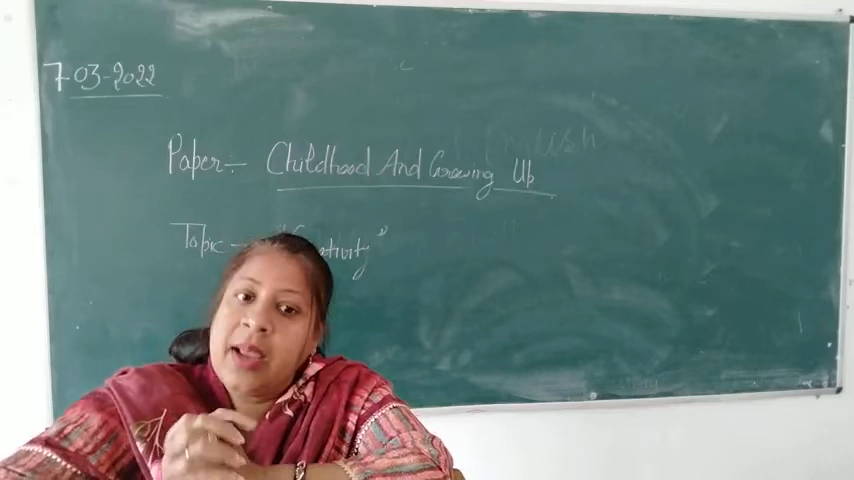 7-03-2022
Paper:- Childhood And Growing Up
Topic - "Creativity"